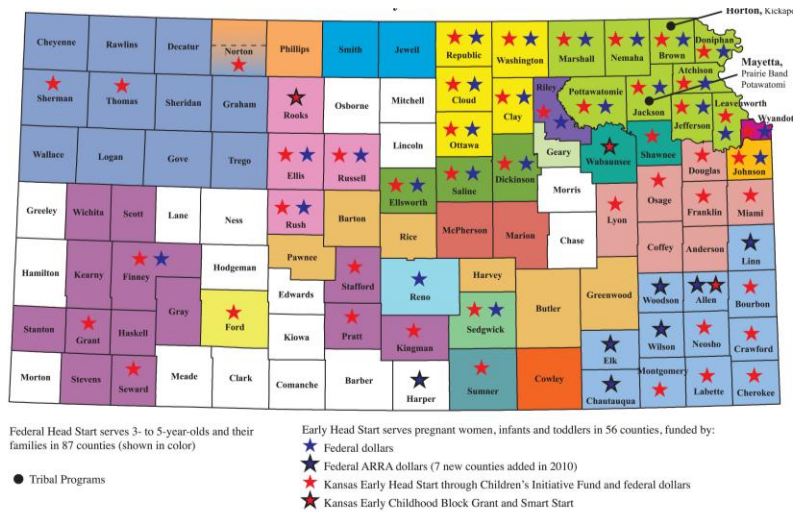 Horton, Kickapo
Cheyenne Rawlins Decatur Norton Phillips Smith Jewell Republic Washington Marshall Nemaha Brown Doniphan
Mayetta,
Prairie Band
Potawatomi
Atchison
Sherman Thomas Sheridan Graham Rooks Osborne Mitchell Cloud Clay Riley Pottawatomie Jackson Jefferson Leavenworth
Wyandot
Lincoln Ottawa
Wallace Logan Gove Trego Ellis Russell Ellsworth Saline Dickinson Geary Wabaunsee Shawnee Douglas Johnson
Morris
Greeley Wichita Scott Lane Ness Rush Barton Rice McPherson Marion Chase Lyon Osage Franklin Miami
Pawnee Coffey Anderson Linn
Hamilton Kearny Finney Hodgeman Stafford Reno Harvey Butler Greenwood Woodson Allen Bourbon
Gray Edwards Sedgwick
Stanton Grant Haskell Ford Kiowa Pratt Kingman Elk Wilson Neosho Crawford
Morton Stevens Seward Meade Clark Comanche Barber Harper Sumner Cowley Chautauqua Montgomery Labette Cherokee
Federal Head Start serves 3- to 5-year-olds and their
families in 87 counties (shown in color)
Tribal Programs
Early Head Start serves pregnant women, infants and toddlers in 56 counties, funded by:
Federal dollars
Federal ARRA dollars (7 new counties added in 2010)
Kansas Early Head Start through Children's Initiative Fund and federal dollars
Kansas Early Childhood Block Grant and Smart Start